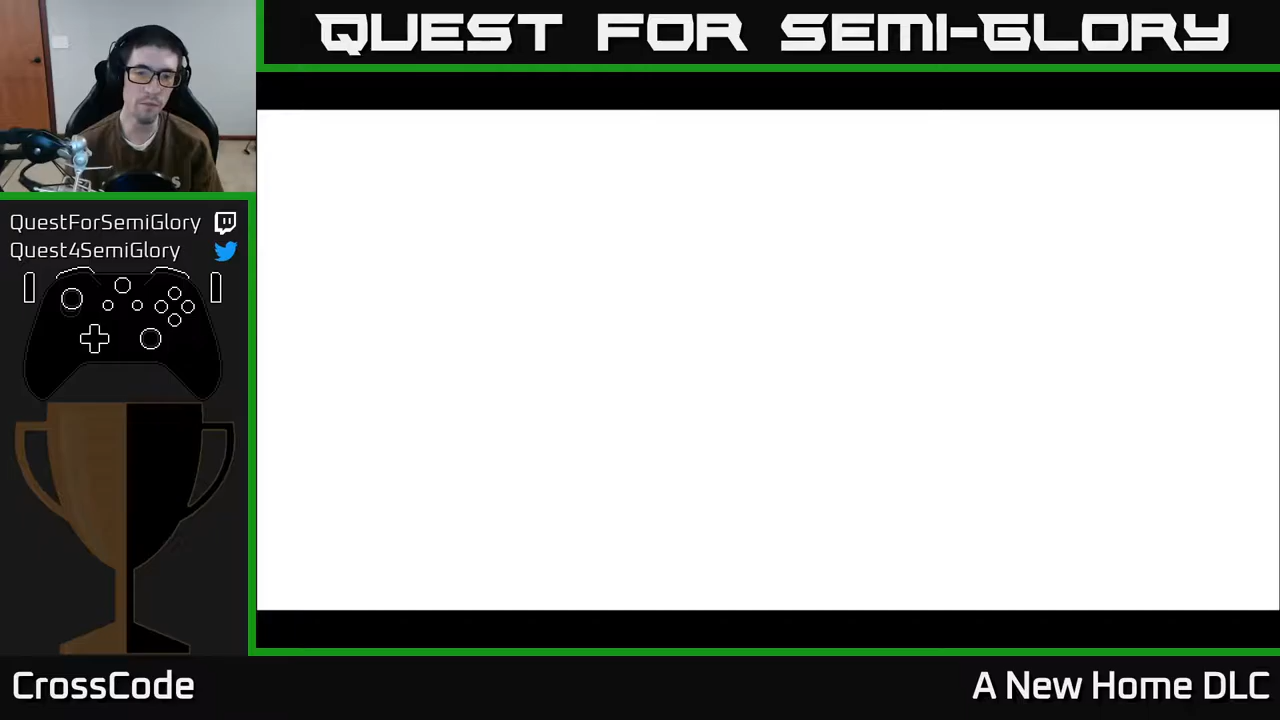 QUEST FOR SEMI-GLORY
QuestForSemiGlory
Quest4SemiGlory
CrossCode
A New Home DLC